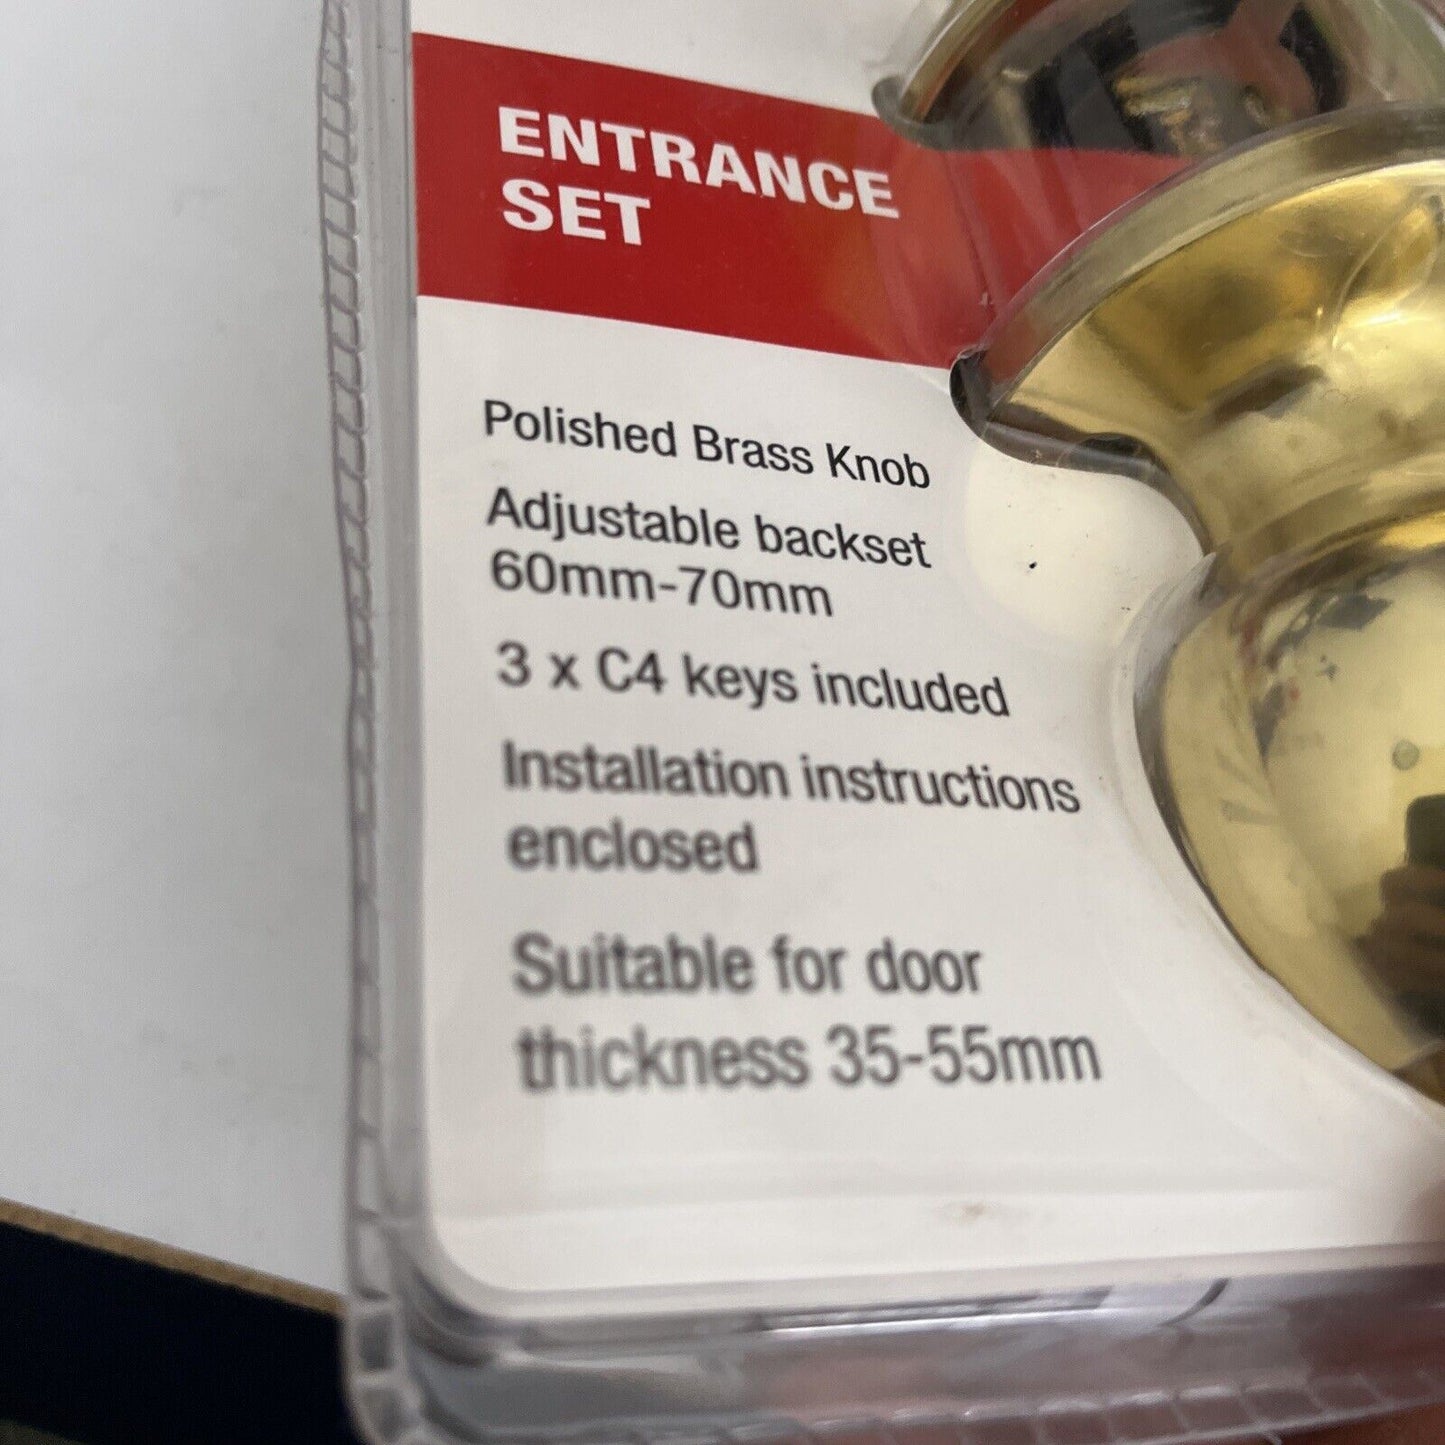 ENTRANCE
SET
Polished Brass Knob
Adjustable backset
60mm-70mm
3 x C4 keys included
Installation instructions
enclosed
Suitable for door
thickness 35-55mm